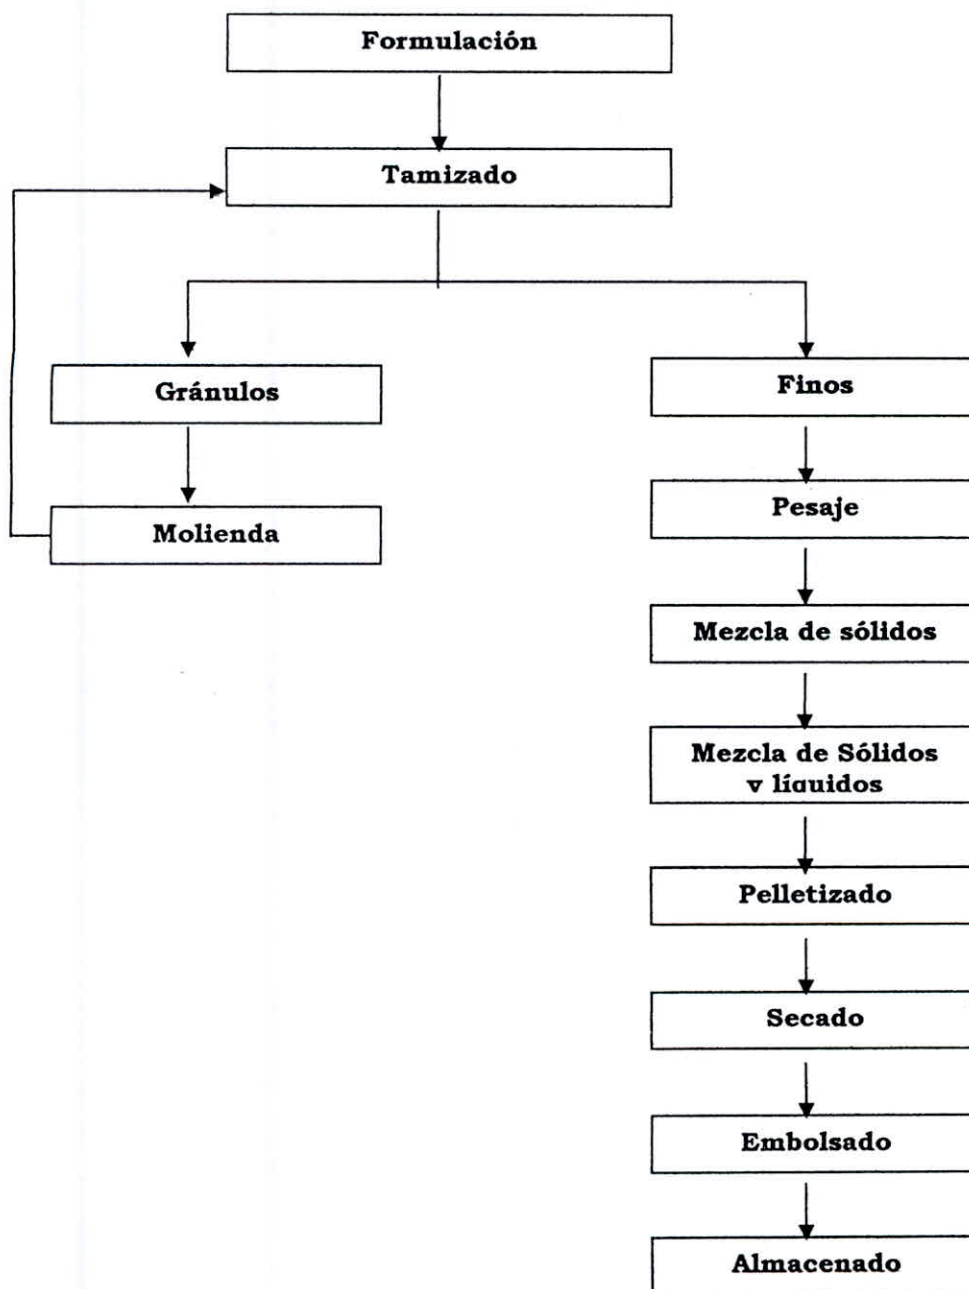 Formulación
Tamizado
Gránulos
Finos
Molienda
Pesaje
Mezcla de sólidos
Mezcla de Sólidos
y líquidos
Pelletizado
Secado
Embolsado
Almacenado